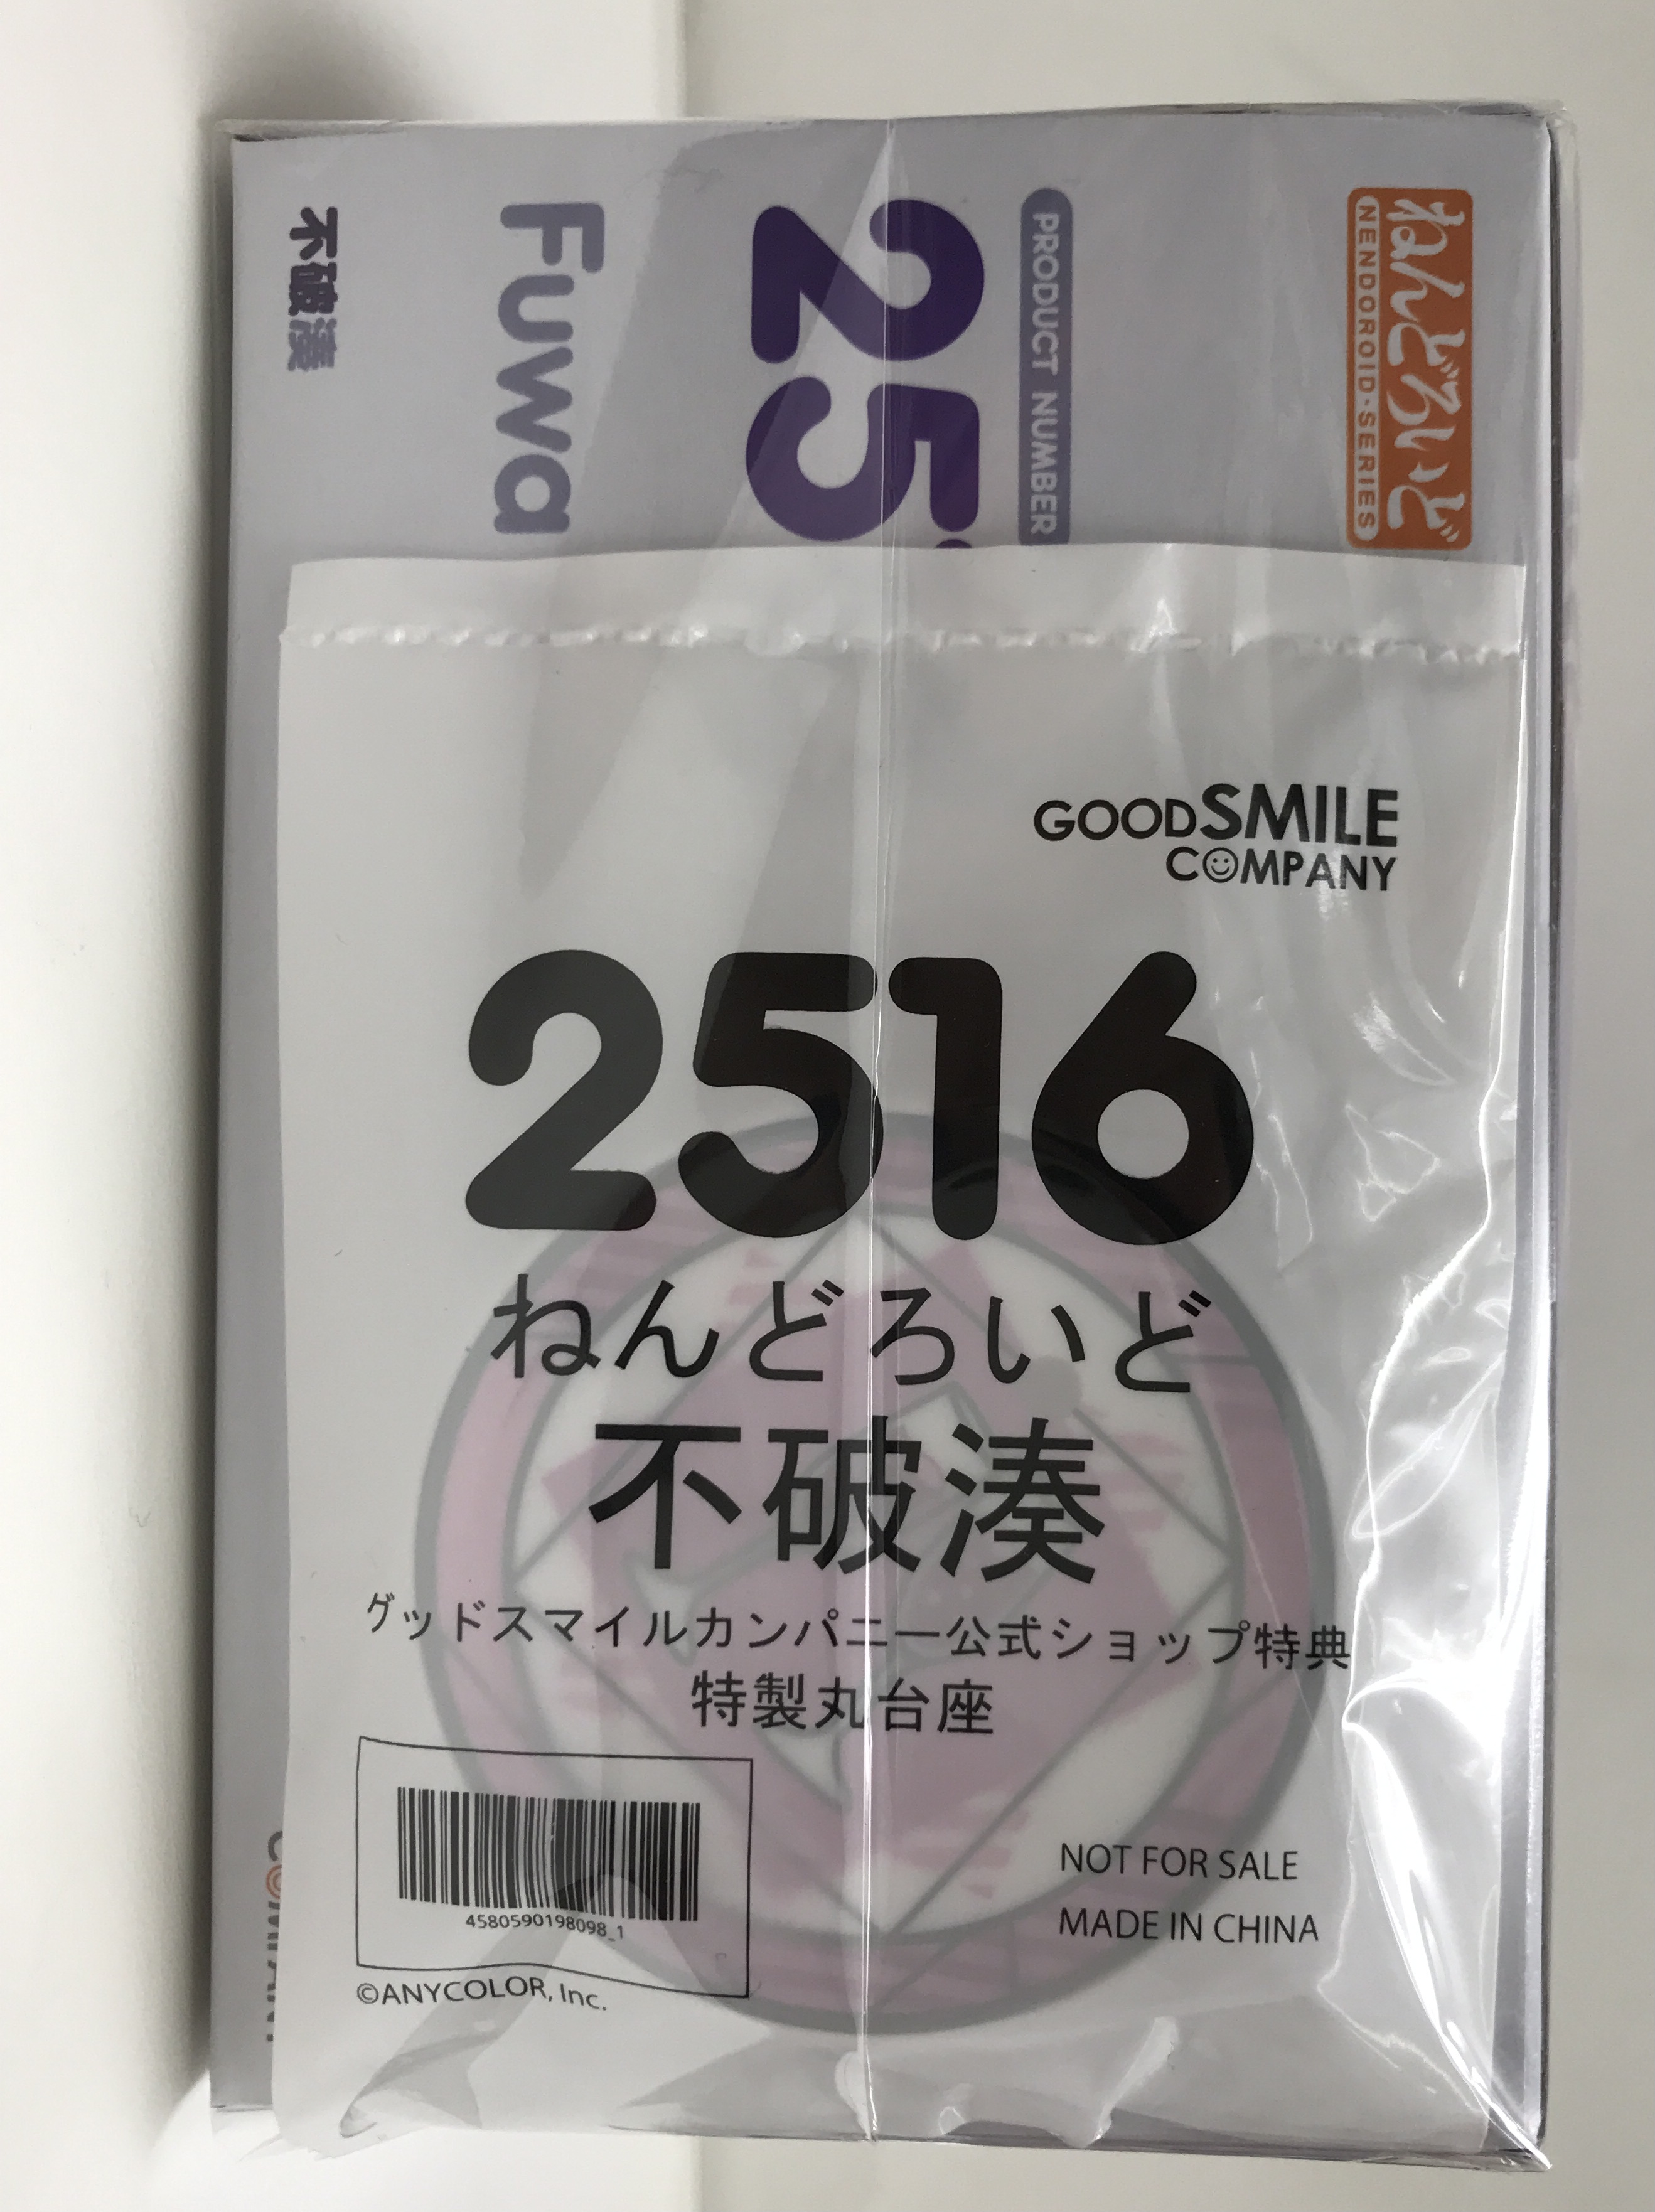 ねんどろいど
NENDOROID·SERIES
PRODUCT NUMBER
25
Fuwa
不破湊
GOODSMILE
COMPANY
2516
ねんどろいど
不破湊
グッドスマイルカンパニー公式ショップ特典
特製丸台座
4580590198098_1
©ANYCOLOR, Inc.
NOT FOR SALE
MADE IN CHINA